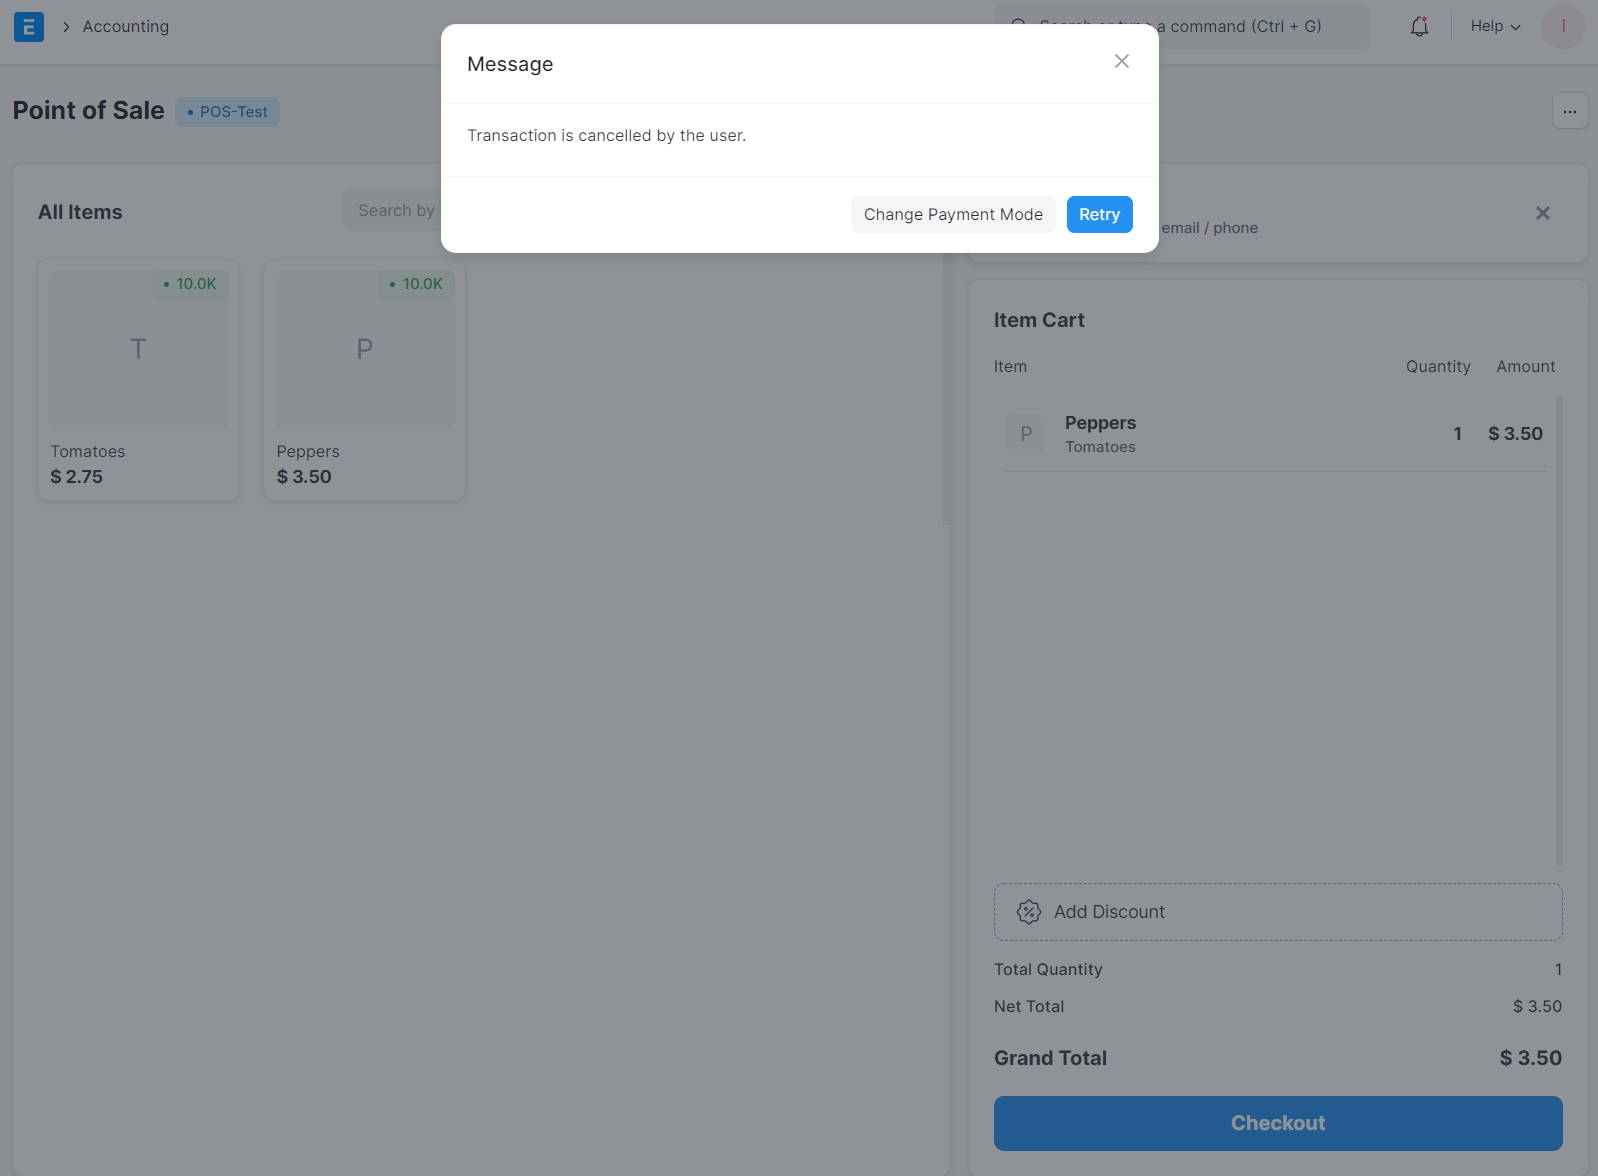 E
Accounting
a command (Ctrl + G)
Help
I
Message
Transaction is cancelled by the user.
Change Payment Mode
Retry
Point of Sale
• POS-Test
...
All Items
Search by
email / phone
• 10.0K
T
Tomatoes
$ 2.75
• 10.0K
P
Peppers
$ 3.50
Item Cart
Item Quantity Amount
P
Peppers
Tomatoes
1 $ 3.50
Add Discount
Total Quantity 1
Net Total $ 3.50
Grand Total $ 3.50
Checkout